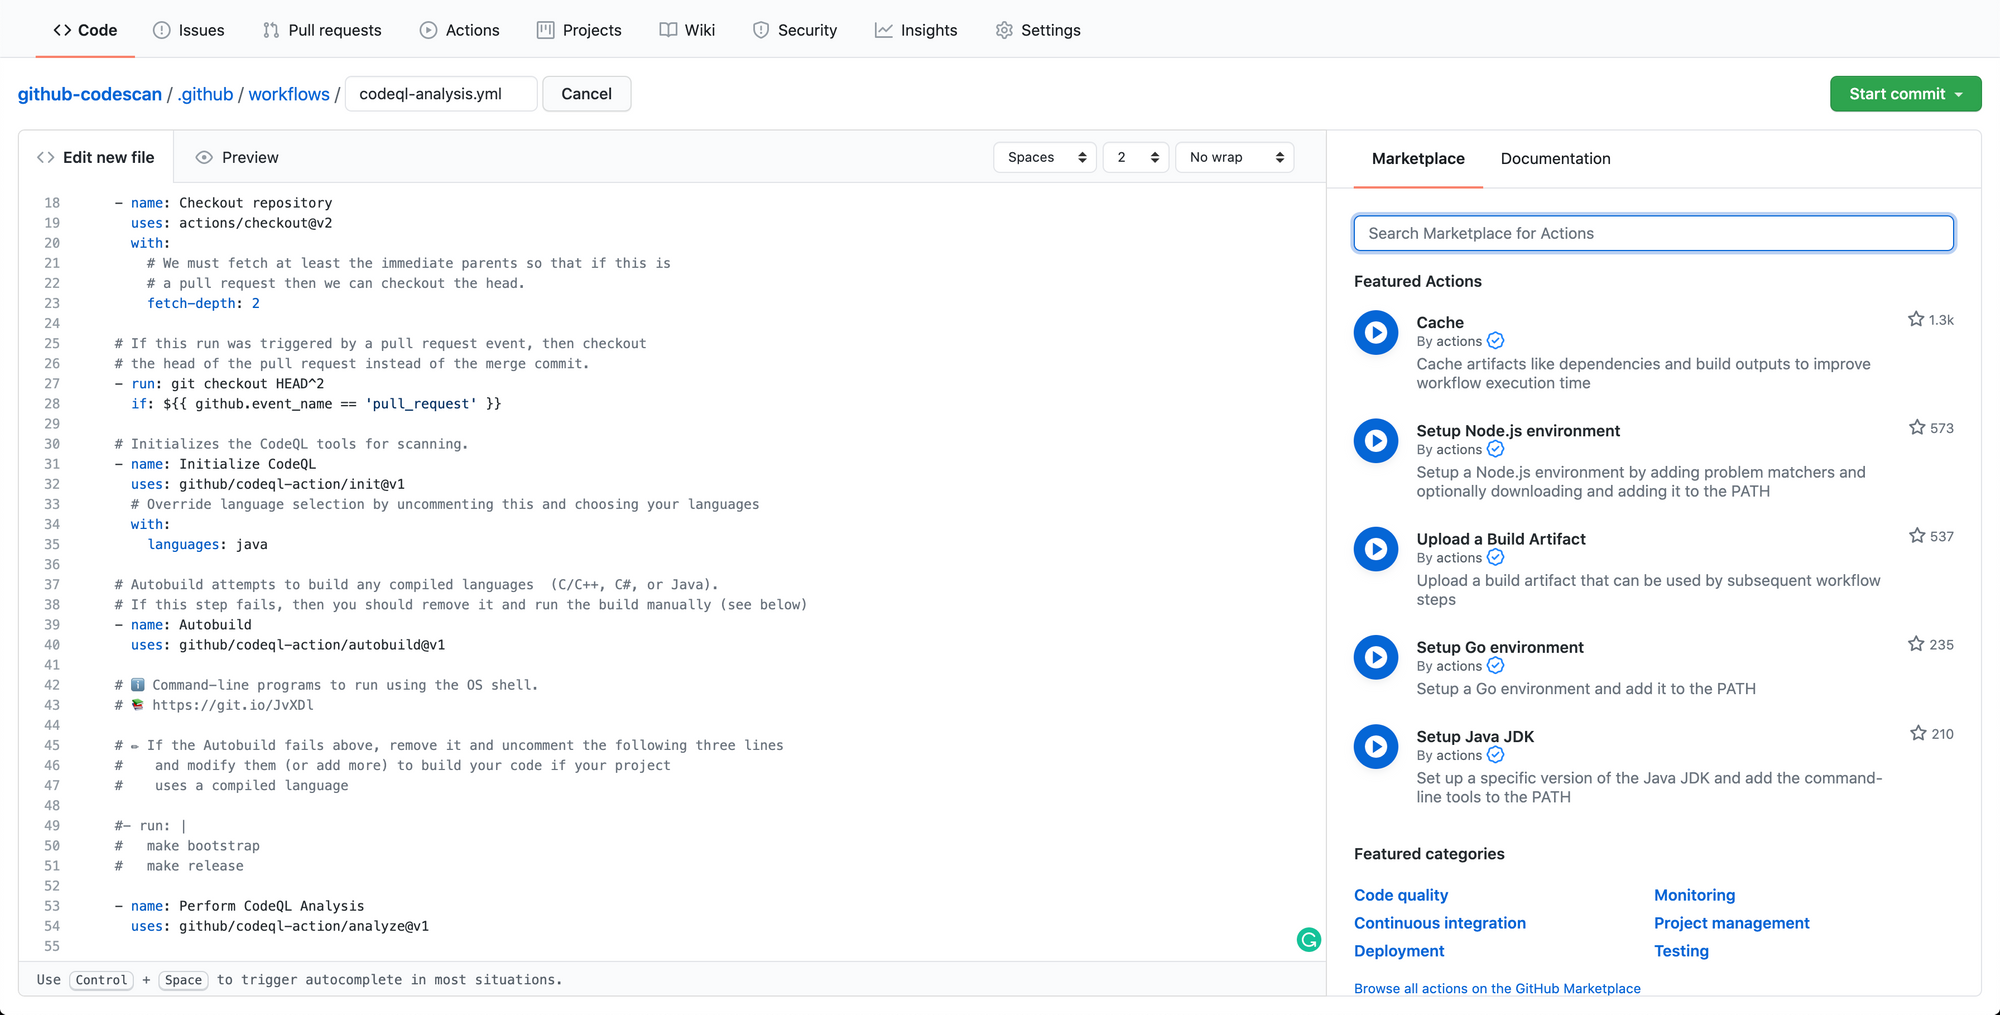 Code Issues Pull requests Actions Projects Wiki Security Insights Settings
github-codescan / .github / workflows / codeql-analysis.yml Cancel Start commit
Edit new file Preview Spaces 2 No wrap
18 - name: Checkout repository
19 uses: actions/checkout@v2
20 with:
21 # We must fetch at least the immediate parents so that if this is
22 # a pull request then we can checkout the head.
23 fetch-depth: 2
24
25 # If this run was triggered by a pull request event, then checkout
26 # the head of the pull request instead of the merge commit.
27 - run: git checkout HEAD^2
28 if: ${{ github.event_name == 'pull_request' }}
29
30 # Initializes the CodeQL tools for scanning.
31 - name: Initialize CodeQL
32 uses: github/codeql-action/init@v1
33 # Override language selection by uncommenting this and choosing your languages
34 with:
35 languages: java
36
37 # Autobuild attempts to build any compiled languages  (C/C++, C#, or Java).
38 # If this step fails, then you should remove it and run the build manually (see below)
39 - name: Autobuild
40 uses: github/codeql-action/autobuild@v1
41
42 # ℹ️ Command-line programs to run using the OS shell.
43 # 📚 https://git.io/JvXDl
44
45 # ✏️ If the Autobuild fails above, remove it and uncomment the following three lines
46 # and modify them (or add more) to build your code if your project
47 # uses a compiled language
48
49 #- run: |
50 # make bootstrap
51 # make release
52
53 - name: Perform CodeQL Analysis
54 uses: github/codeql-action/analyze@v1
55
Use Control + Space to trigger autocomplete in most situations.
Marketplace Documentation
Search Marketplace for Actions
Featured Actions
Cache 1.3k
By actions
Cache artifacts like dependencies and build outputs to improve
workflow execution time
Setup Node.js environment 573
By actions
Setup a Node.js environment by adding problem matchers and
optionally downloading and adding it to the PATH
Upload a Build Artifact 537
By actions
Upload a build artifact that can be used by subsequent workflow
steps
Setup Go environment 235
By actions
Setup a Go environment and add it to the PATH
Setup Java JDK 210
By actions
Set up a specific version of the Java JDK and add the command-
line tools to the PATH
Featured categories
Code quality Monitoring
Continuous integration Project management
Deployment Testing
Browse all actions on the GitHub Marketplace